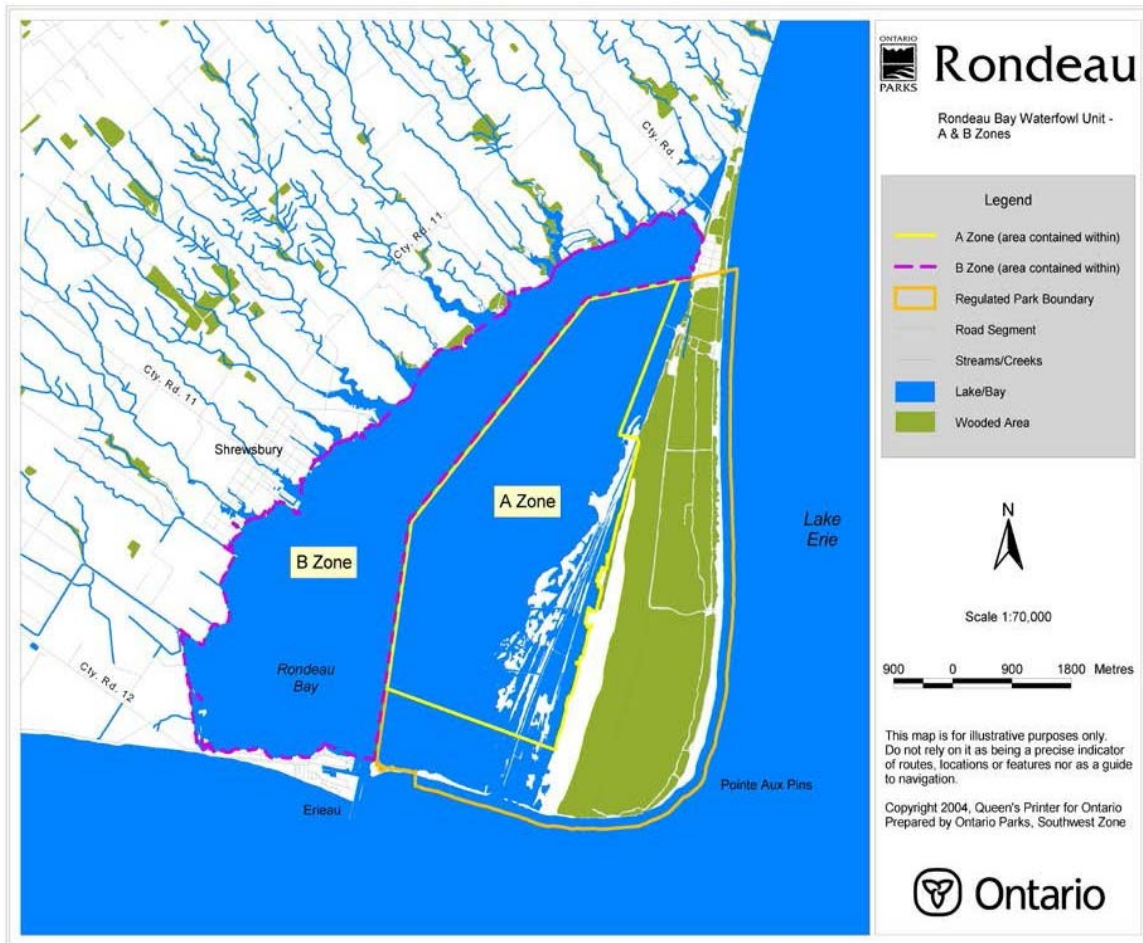 Cty. Rd. 1
Cty. Rd. 11
Cty. Rd. 11
Shrewsbury
A Zone
B Zone
Lake
Erie
Rondeau
Bay
Cty. Rd. 12
Erieau
Pointe Aux Pins
ONTARIO
PARKS
Rondeau
Rondeau Bay Waterfowl Unit -
A & B Zones
Legend
A Zone (area contained within)
B Zone (area contained within)
Regulated Park Boundary
Road Segment
Streams/Creeks
Lake/Bay
Wooded Area
N
Scale 1:70,000
900 0 900 1800 Metres
This map is for illustrative purposes only.
Do not rely on it as being a precise indicator
of routes, locations or features nor as a guide
to navigation.
Copyright 2004, Queen's Printer for Ontario
Prepared by Ontario Parks, Southwest Zone
Ontario